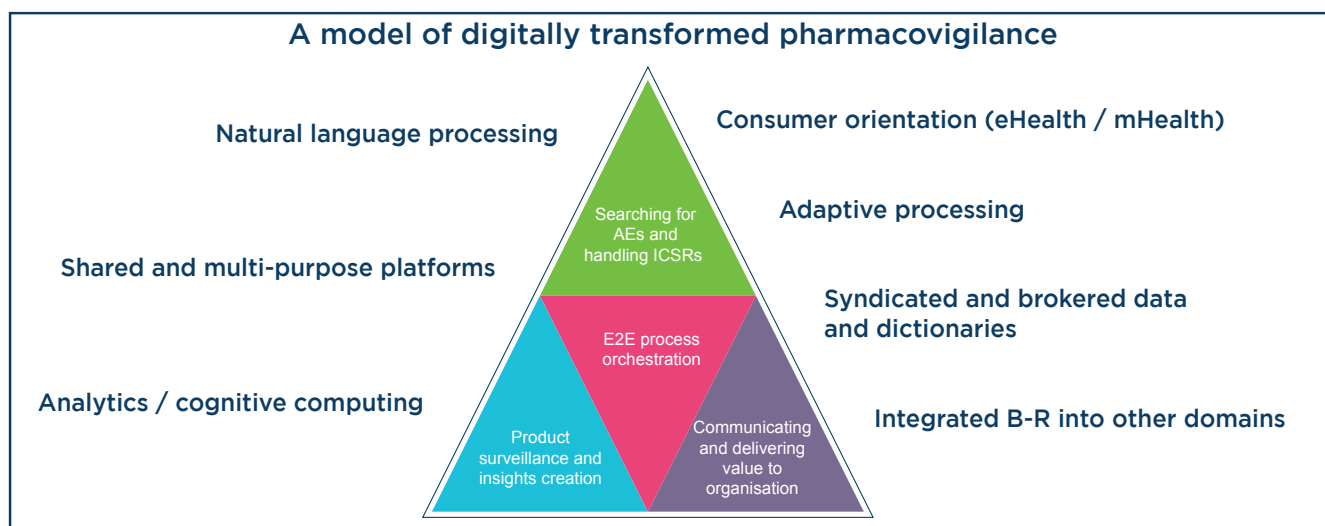 A model of digitally transformed pharmacovigilance
Natural language processing
Consumer orientation (eHealth / mHealth)
Searching for
AEs and
handling ICSRs
Adaptive processing
Shared and multi-purpose platforms
Syndicated and brokered data
and dictionaries
E2E process
orchestration
Analytics / cognitive computing
Integrated B-R into other domains
Product
surveillance and
insights creation
Communicating
and delivering
value to
organisation